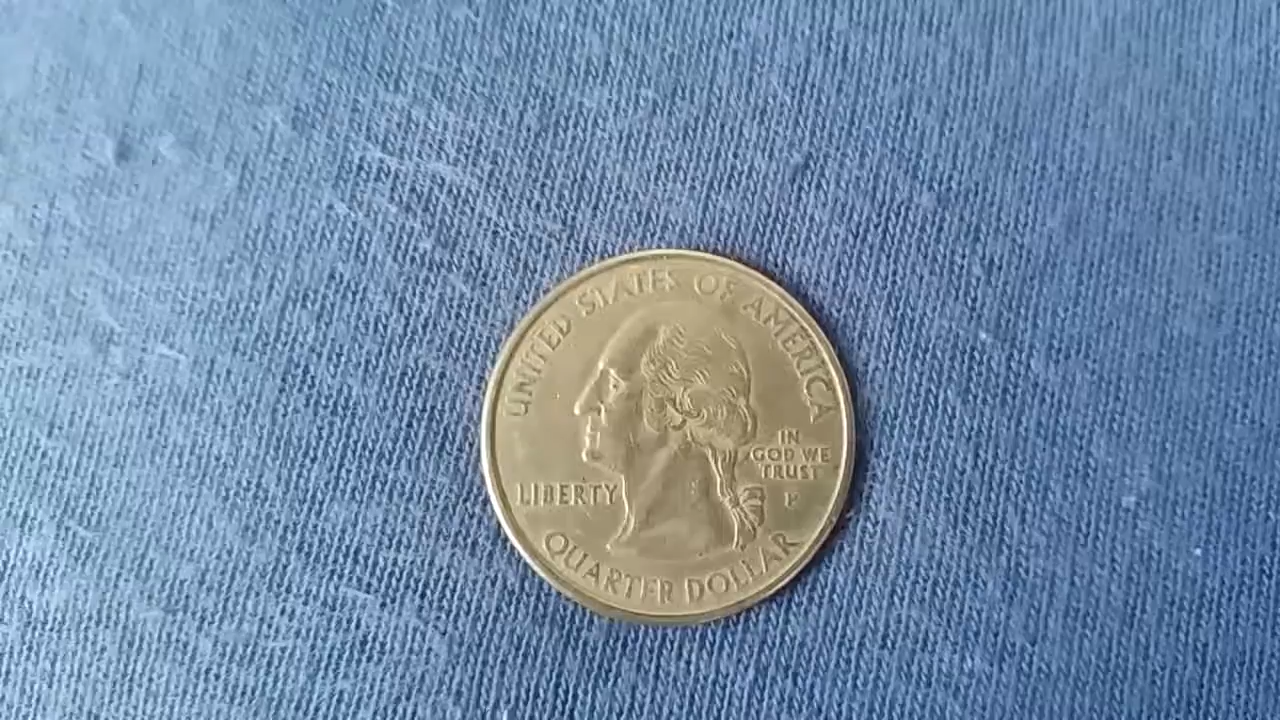 UNITED STATES OF AMERICA
LIBERTY
IN
GOD WE
TRUST
P
QUARTER DOLLAR